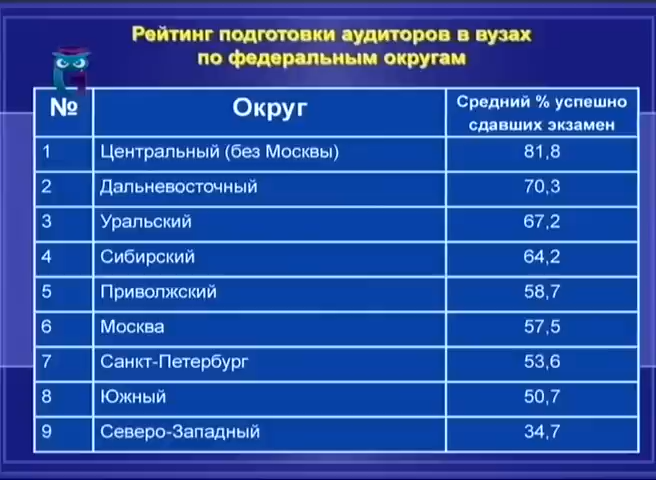 Рейтинг подготовки аудиторов в вузах
по федеральным округам
№ Округ Средний % успешно
сдавших экзамен
1 Центральный (без Москвы) 81,8
2 Дальневосточный 70,3
3 Уральский 67,2
4 Сибирский 64,2
5 Приволжский 58,7
6 Москва 57,5
7 Санкт-Петербург 53,6
8 Южный 50,7
9 Северо-Западный 34,7